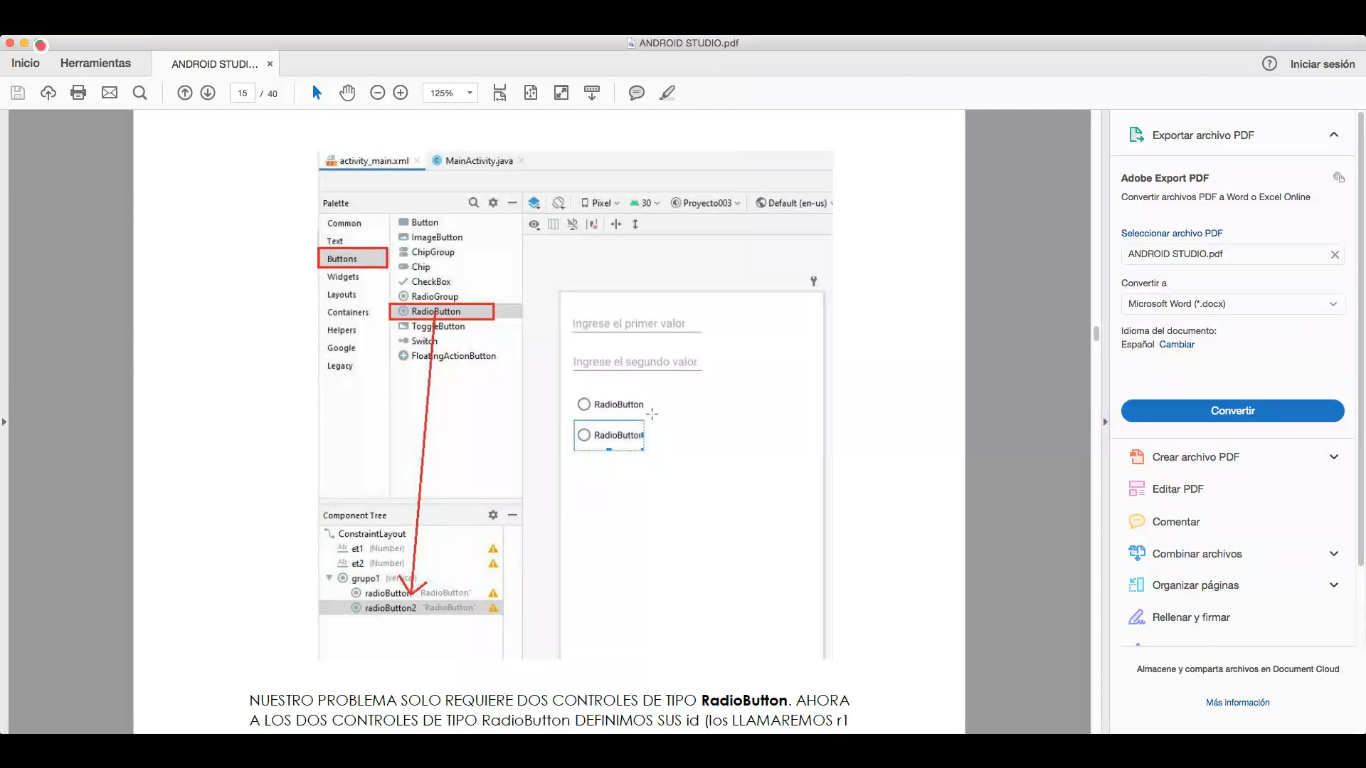 ANDROID STUDIO.pdf
Inicio Herramientas ANDROID STUDI... × Iniciar sesión
15 / 40 125%
activity_main.xml MainActivity.java
Palette Pixel 30 Proyecto003 Default (en-us)
Common
Text
Buttons
Widgets
Layouts
Containers
Helpers
Google
Legacy
Button
ImageButton
ChipGroup
Chip
CheckBox
RadioGroup
RadioButton
ToggleButton
Switch
FloatingActionButton
Ingrese el primer valor
Ingrese el segundo valor
RadioButton
RadioButton
Component Tree
ConstraintLayout
Ab et1 (Number)
Ab et2 (Number)
grupo1 (vertical)
radioButton "RadioButton"
radioButton2 "RadioButton"
NUESTRO PROBLEMA SOLO REQUIERE DOS CONTROLES DE TIPO RadioButton. AHORA
A LOS DOS CONTROLES DE TIPO RadioButton DEFINIMOS SUS id (los LLAMAREMOS r1
Exportar archivo PDF
Adobe Export PDF
Convertir archivos PDF a Word o Excel Online
Seleccionar archivo PDF
ANDROID STUDIO.pdf
Convertir a
Microsoft Word (*.docx)
Idioma del documento:
Español Cambiar
Convertir
Crear archivo PDF
Editar PDF
Comentar
Combinar archivos
Organizar páginas
Rellenar y firmar
Almacene y comparta archivos en Document Cloud
Más información